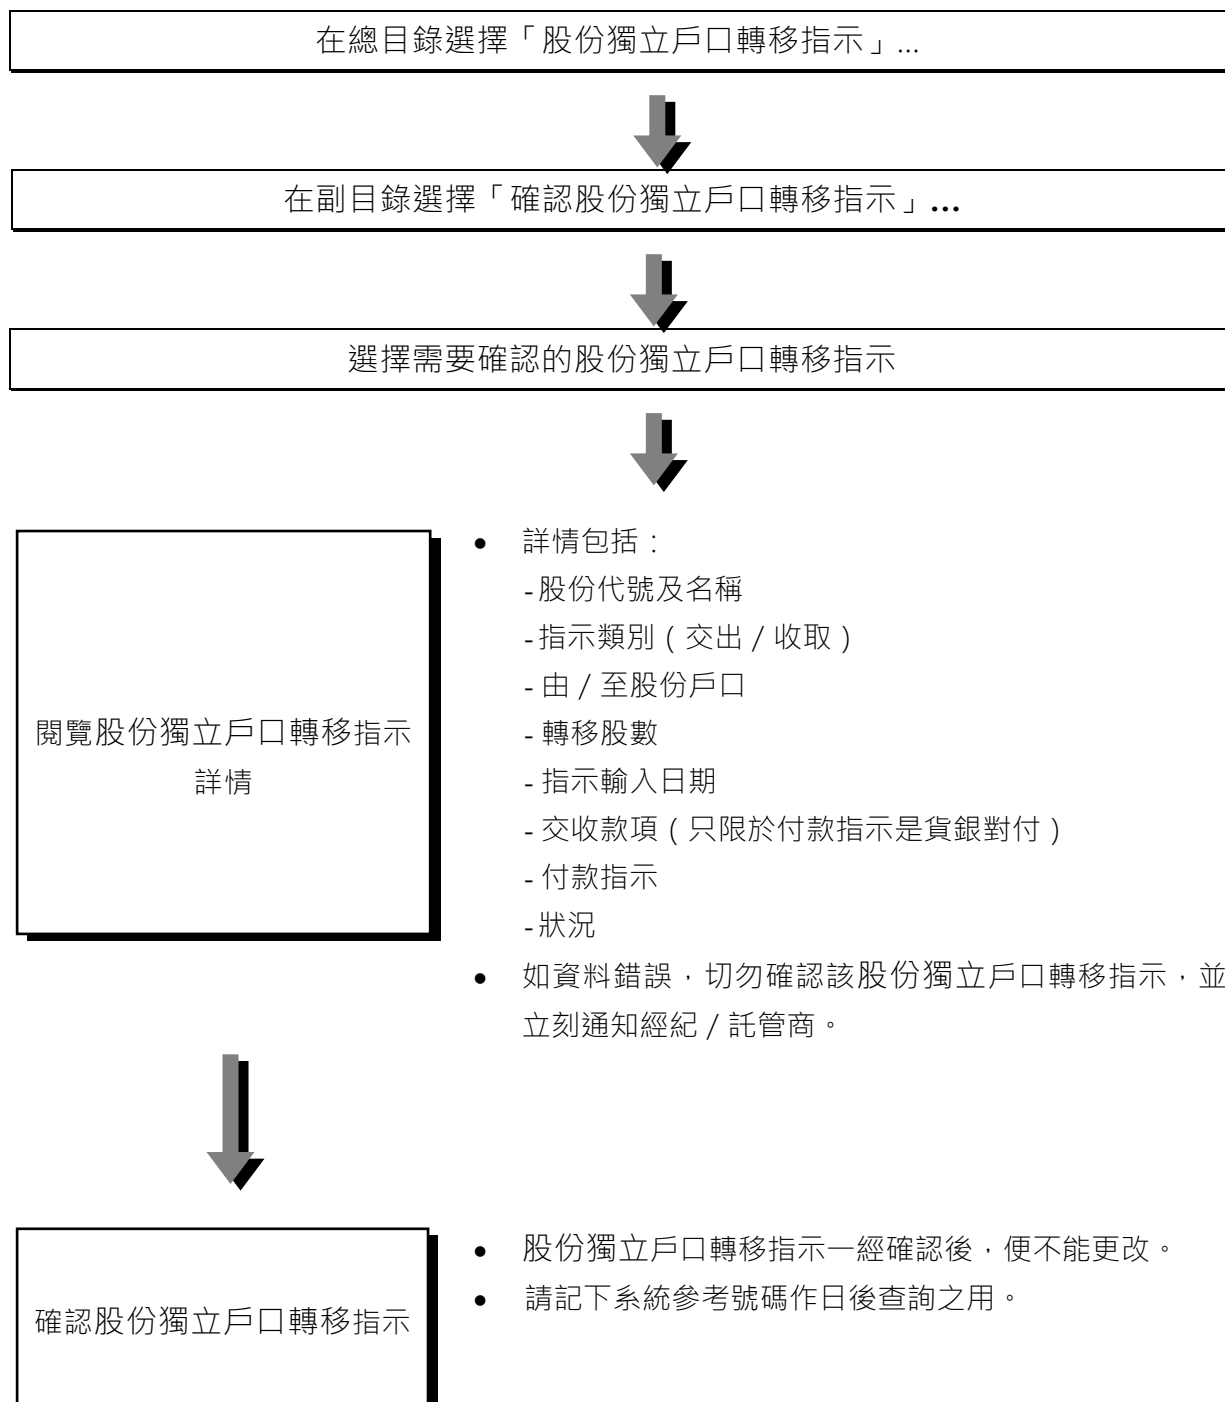 在總目錄選擇「股份獨立戶口轉移指示」...
在副目錄選擇「確認股份獨立戶口轉移指示」...
選擇需要確認的股份獨立戶口轉移指示
閱覽股份獨立戶口轉移指示
詳情
• 詳情包括：
-股份代號及名稱
-指示類別（交出／收取）
- 由／至股份戶口
- 轉移股數
- 指示輸入日期
- 交收款項（只限於付款指示是貨銀對付）
- 付款指示
-狀況
• 如資料錯誤，切勿確認該股份獨立戶口轉移指示，並
立刻通知經紀／託管商。
確認股份獨立戶口轉移指示
• 股份獨立戶口轉移指示一經確認後，便不能更改。
• 請記下系統參考號碼作日後查詢之用。